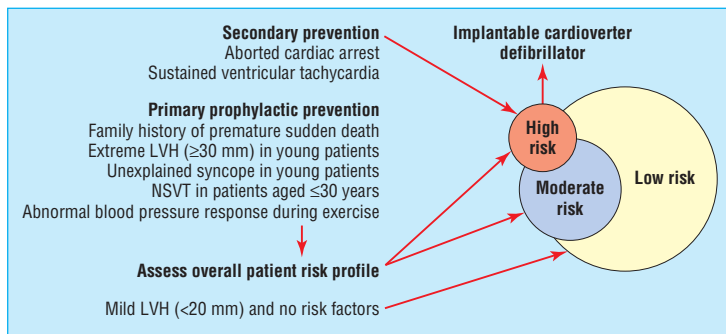 Secondary prevention
Aborted cardiac arrest
Sustained ventricular tachycardia
Primary prophylactic prevention
Family history of premature sudden death
Extreme LVH (≥30 mm) in young patients
Unexplained syncope in young patients
NSVT in patients aged ≤30 years
Abnormal blood pressure response during exercise
Assess overall patient risk profile
Mild LVH (<20 mm) and no risk factors
Implantable cardioverter
defibrillator
High
risk
Moderate
risk
Low risk